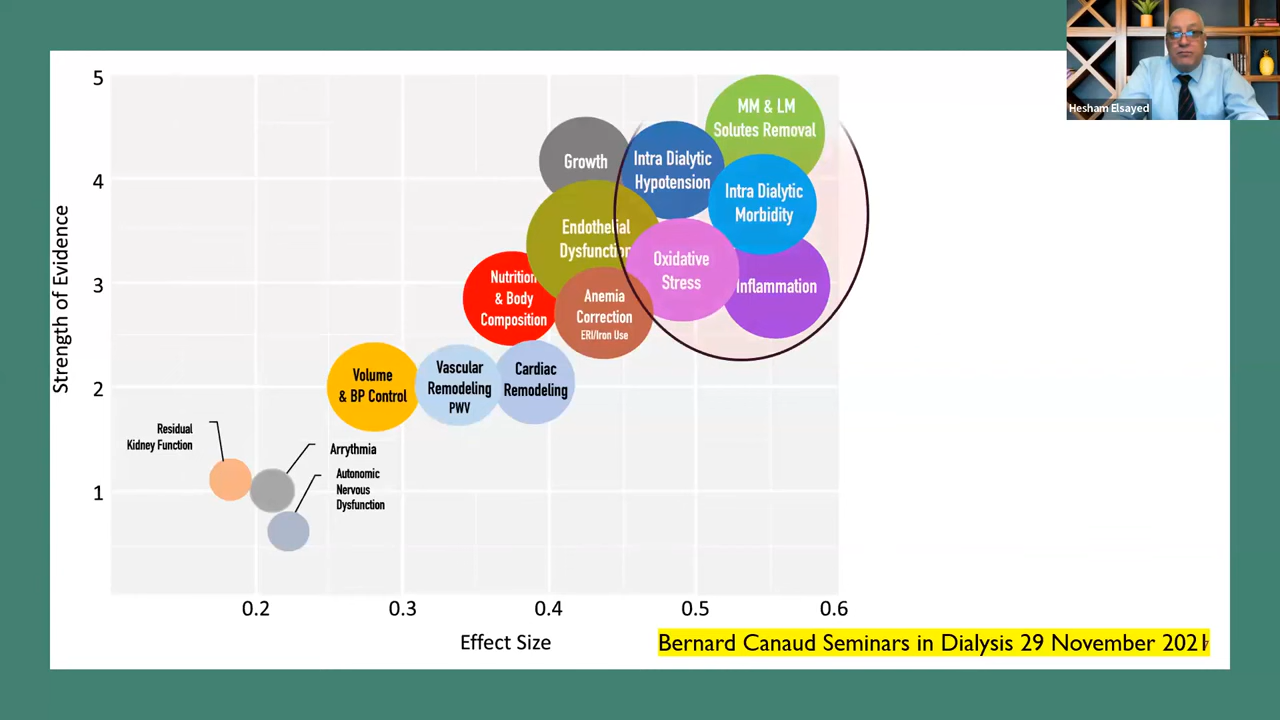 Hesham Elsayed
5
4
3
2
1
Strength of Evidence
MM & LM
Solutes Removal
Growth
Intra Dialytic
Hypotension
Intra Dialytic
Morbidity
Endothelial
Dysfunction
Oxidative
Stress
Inflammation
Nutrition
& Body
Composition
Anemia
Correction
ERI/Iron Use
Volume
& BP Control
Vascular
Remodeling
PWV
Cardiac
Remodeling
Residual
Kidney Function
Arrythmia
Autonomic
Nervous
Dysfunction
0.2 0.3 0.4 0.5 0.6
Effect Size
Bernard Canaud Seminars in Dialysis 29 November 2021